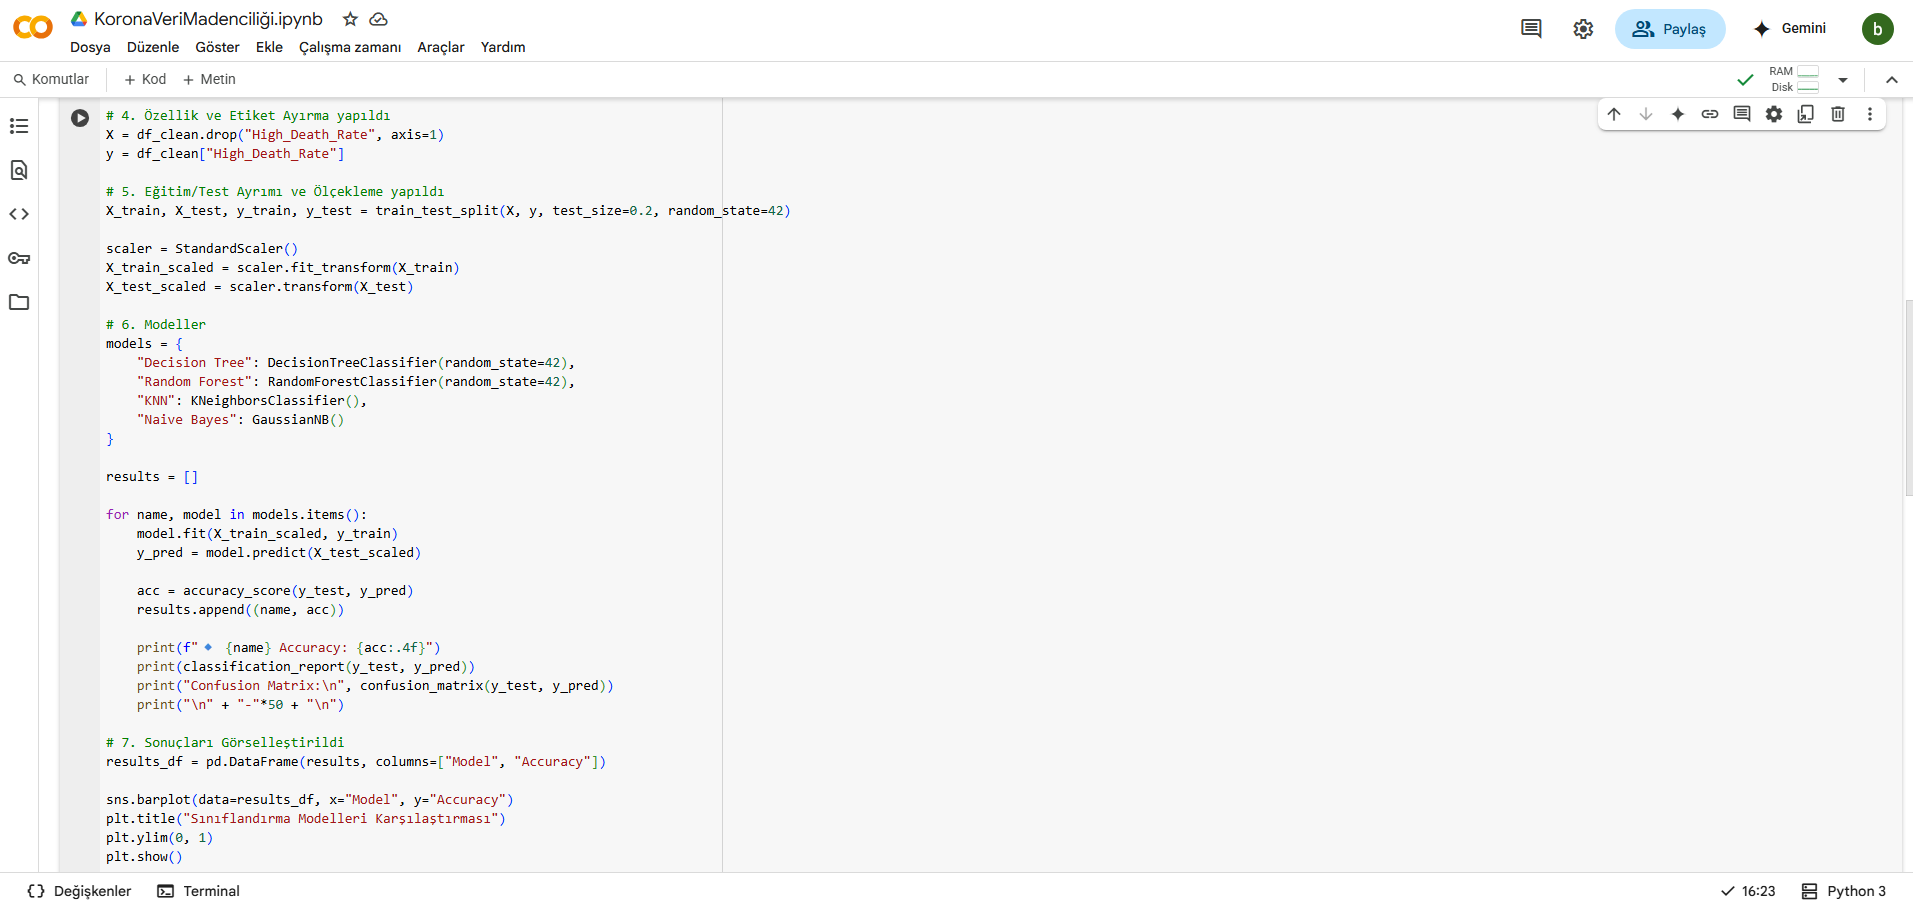 KoronaVeriMadenciliği.ipynb
Dosya Düzenle Göster Ekle Çalışma zamanı Araçlar Yardım
Paylaş
Gemini
b
Komutlar + Kod + Metin
RAM
Disk
# 4. Özellik ve Etiket Ayırma yapıldı
X = df_clean.drop("High_Death_Rate", axis=1)
y = df_clean["High_Death_Rate"]
# 5. Eğitim/Test Ayrımı ve Ölçekleme yapıldı
X_train, X_test, y_train, y_test = train_test_split(X, y, test_size=0.2, random_state=42)
scaler = StandardScaler()
X_train_scaled = scaler.fit_transform(X_train)
X_test_scaled = scaler.transform(X_test)
# 6. Modeller
models = {
    "Decision Tree": DecisionTreeClassifier(random_state=42),
    "Random Forest": RandomForestClassifier(random_state=42),
    "KNN": KNeighborsClassifier(),
    "Naive Bayes": GaussianNB()
}
results = []
for name, model in models.items():
    model.fit(X_train_scaled, y_train)
    y_pred = model.predict(X_test_scaled)
    acc = accuracy_score(y_test, y_pred)
    results.append((name, acc))
    print(f"🔹 {name} Accuracy: {acc:.4f}")
    print(classification_report(y_test, y_pred))
    print("Confusion Matrix:\n", confusion_matrix(y_test, y_pred))
    print("\n" + "-"*50 + "\n")
# 7. Sonuçları Görselleştirildi
results_df = pd.DataFrame(results, columns=["Model", "Accuracy"])
sns.barplot(data=results_df, x="Model", y="Accuracy")
plt.title("Sınıflandırma Modelleri Karşılaştırması")
plt.ylim(0, 1)
plt.show()
Değişkenler Terminal
16:23 Python 3